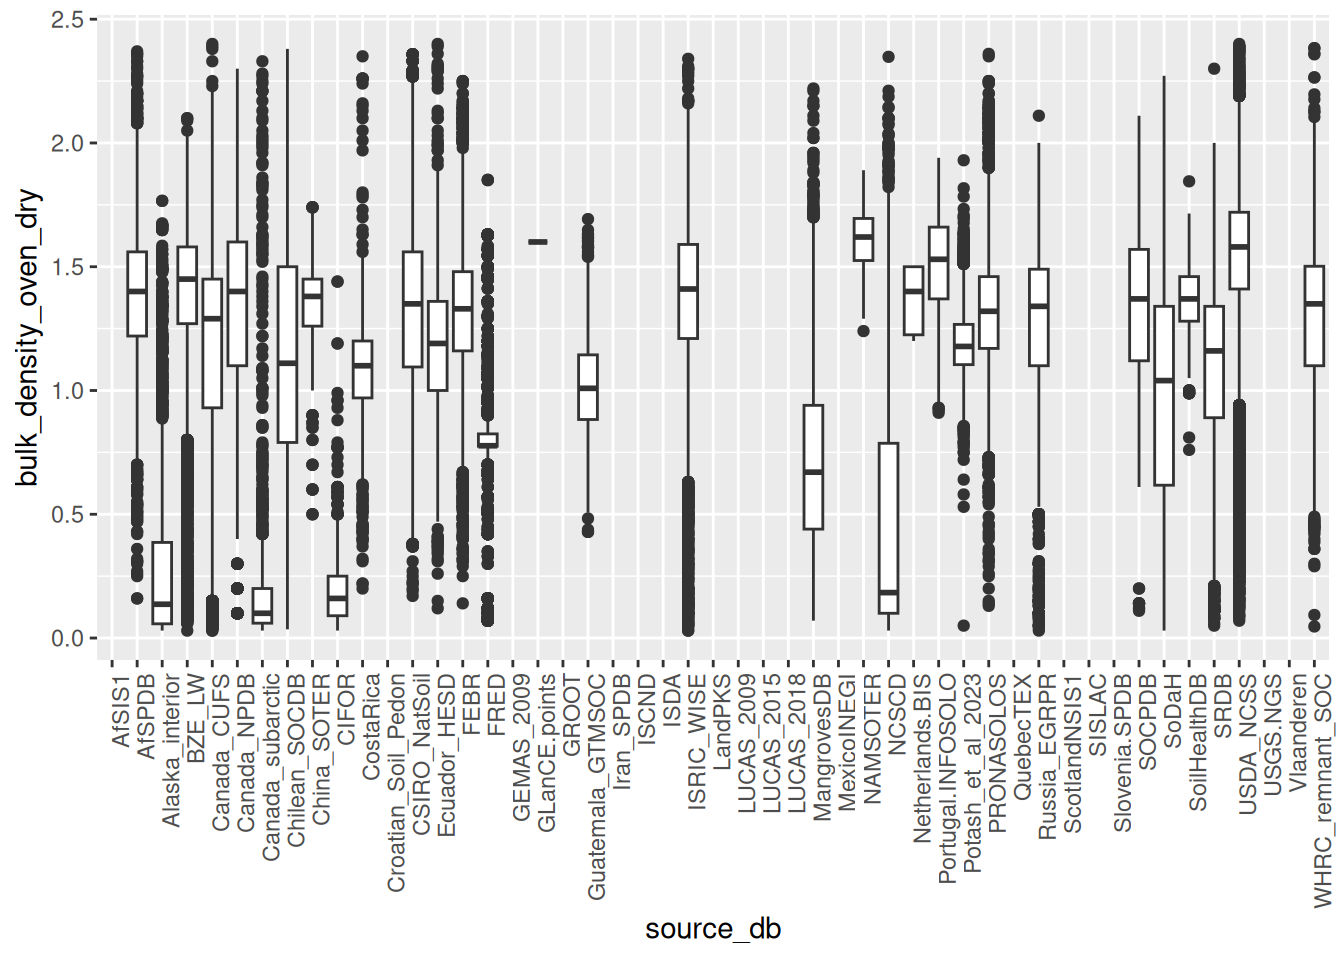 2.5
2.0
1.5
1.0
0.5
0.0
bulk_density_oven_dry
AfSIS1
AfSPDB
Alaska_interior
BZE_LW
Canada_CUFS
Canada_NPDB
Canada_subarctic
Chilean_SOCDB
China_SOTER
CIFOR
CostaRica
Croatian_Soil_Pedon
CSIRO_NatSoil
Ecuador_HESD
FEBR
FRED
GEMAS_2009
GLanCE.points
GROOT
Guatemala_GTMSOC
Iran_SPDB
ISCND
ISDA
ISRIC_WISE
LandPKS
LUCAS_2009
LUCAS_2015
LUCAS_2018
MangrovesDB
MexicoINEGI
NAMSOTER
NCSCD
Netherlands.BIS
Portugal.INFOSOLO
Potash_et_al_2023
PRONASOLOS
QuebecTEX
Russia_EGRPR
ScotlandNSIS1
SISLAC
Slovenia.SPDB
SOCPDB
SoDaH
SoilHealthDB
SRDB
USDA_NCSS
USGS.NGS
Vlaanderen
WHRC_remnant_SOC
source_db